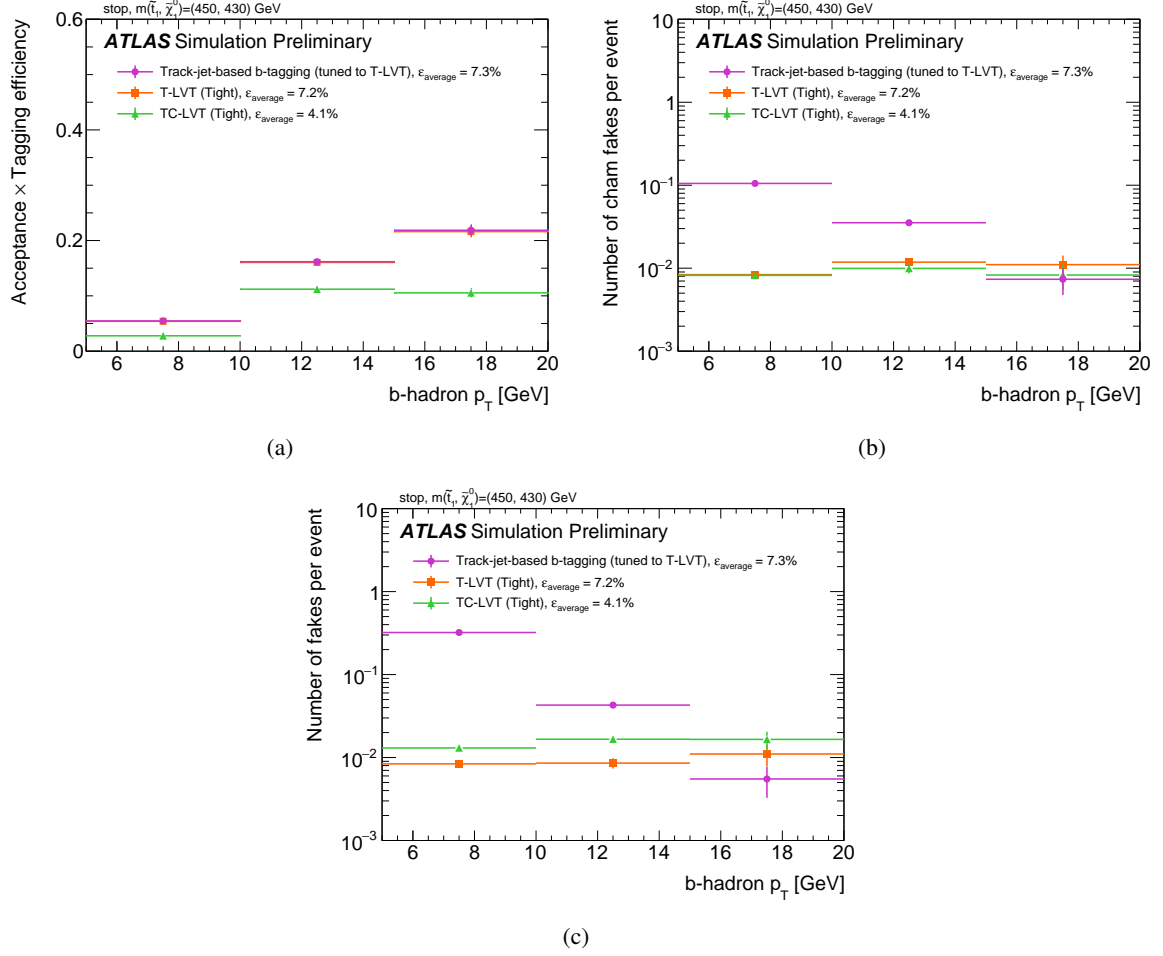 stop, m(t̃₁, χ̃₁⁰)=(450, 430) GeV
ATLAS Simulation Preliminary
Track-jet-based b-tagging (tuned to T-LVT), ε_average = 7.3%
T-LVT (Tight), ε_average = 7.2%
TC-LVT (Tight), ε_average = 4.1%
Acceptance × Tagging efficiency
0.6
0.4
0.2
0
6 8 10 12 14 16 18 20
b-hadron p_T [GeV]
(a)
stop, m(t̃₁, χ̃₁⁰)=(450, 430) GeV
ATLAS Simulation Preliminary
Track-jet-based b-tagging (tuned to T-LVT), ε_average = 7.3%
T-LVT (Tight), ε_average = 7.2%
TC-LVT (Tight), ε_average = 4.1%
Number of cham fakes per event
10
1
10⁻¹
10⁻²
10⁻³
6 8 10 12 14 16 18 20
b-hadron p_T [GeV]
(b)
stop, m(t̃₁, χ̃₁⁰)=(450, 430) GeV
ATLAS Simulation Preliminary
Track-jet-based b-tagging (tuned to T-LVT), ε_average = 7.3%
T-LVT (Tight), ε_average = 7.2%
TC-LVT (Tight), ε_average = 4.1%
Number of fakes per event
10
1
10⁻¹
10⁻²
10⁻³
6 8 10 12 14 16 18 20
b-hadron p_T [GeV]
(c)